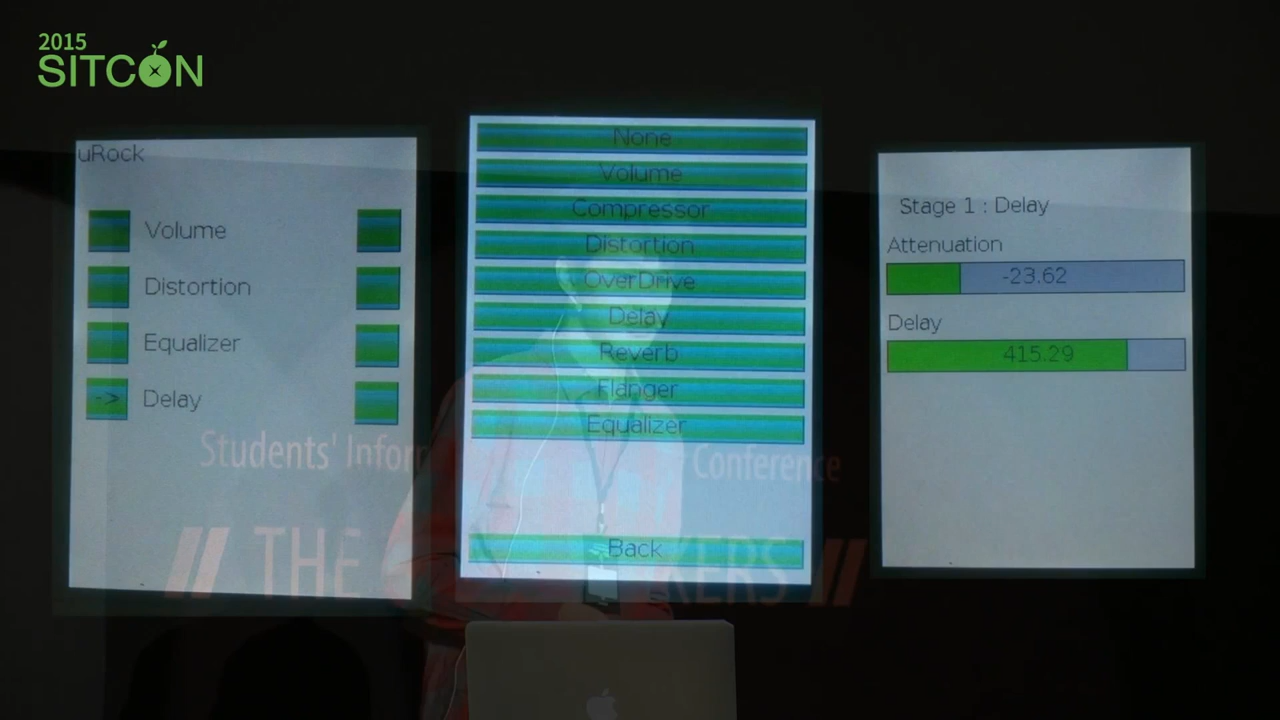 2015
SITCON
uRock
Volume
Distortion
Equalizer
-> Delay
None
Volume
Compressor
Distortion
OverDrive
Delay
Reverb
Flanger
Equalizer
Back
Stage 1 : Delay
Attenuation
-23.62
Delay
415.29
Students' Infor
Conference
// THE
KERS //